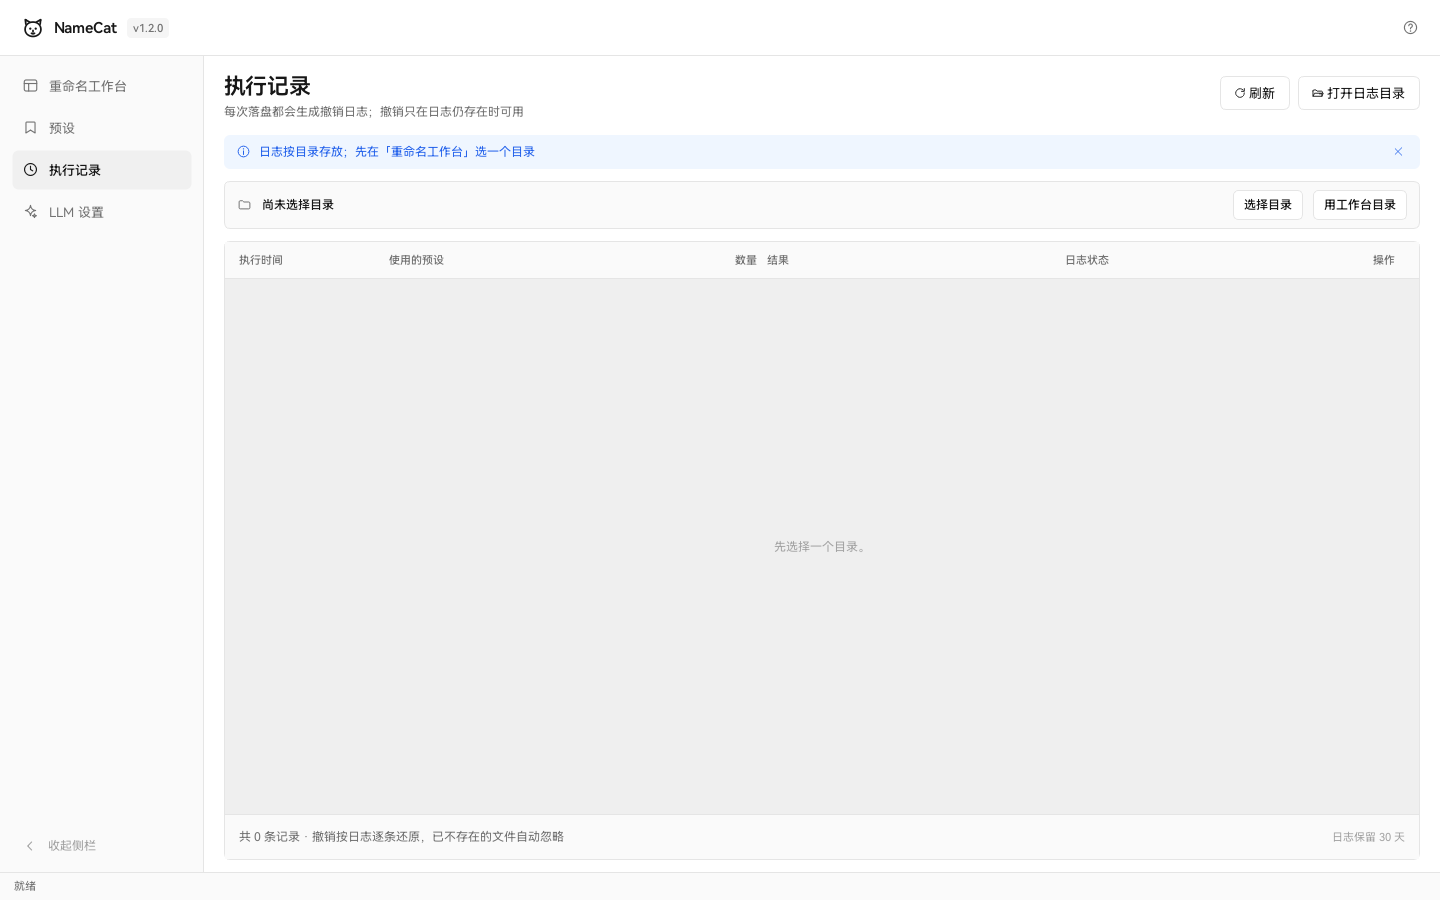 NameCat v1.2.0
重命名工作台
预设
执行记录
LLM 设置
收起侧栏
执行记录
每次落盘都会生成撤销日志；撤销只在日志仍存在时可用
刷新
打开日志目录
日志按目录存放；先在「重命名工作台」选一个目录
尚未选择目录
选择目录
用工作台目录
执行时间 使用的预设 数量 结果 日志状态 操作
先选择一个目录。
共 0 条记录 · 撤销按日志逐条还原，已不存在的文件自动忽略
日志保留 30 天
就绪